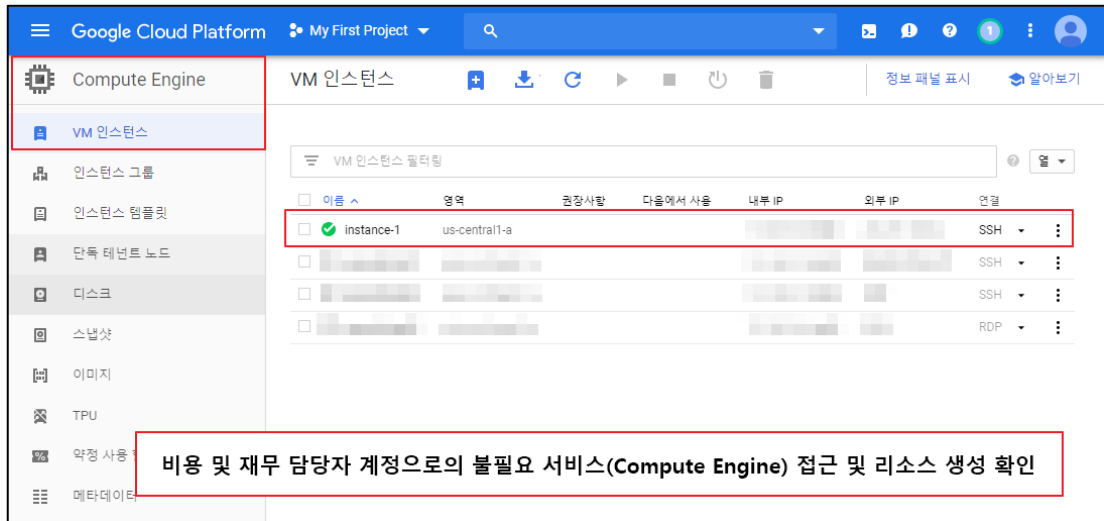 Google Cloud Platform My First Project 1
Compute Engine
VM 인스턴스 정보 패널 표시 알아보기
VM 인스턴스
인스턴스 그룹
인스턴스 템플릿
단독 테넌트 노드
디스크
스냅샷
이미지
TPU
약정 사용
메타데이터
VM 인스턴스 필터링 열
이름 영역 권장사항 다음에서 사용 내부 IP 외부 IP 연결
instance-1 us-central1-a SSH
SSH
SSH
RDP
비용 및 재무 담당자 계정으로의 불필요 서비스(Compute Engine) 접근 및 리소스 생성 확인